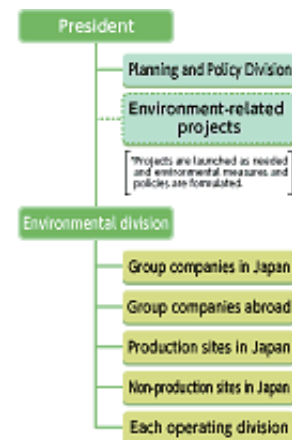 President
Planning and Policy Division
Environment-related
projects
*Projects are launched as needed
and environmental measures and
policies are formulated.
Environmental division
Group companies in Japan
Group companies abroad
Production sites in Japan
Non-production sites in Japan
Each operating division